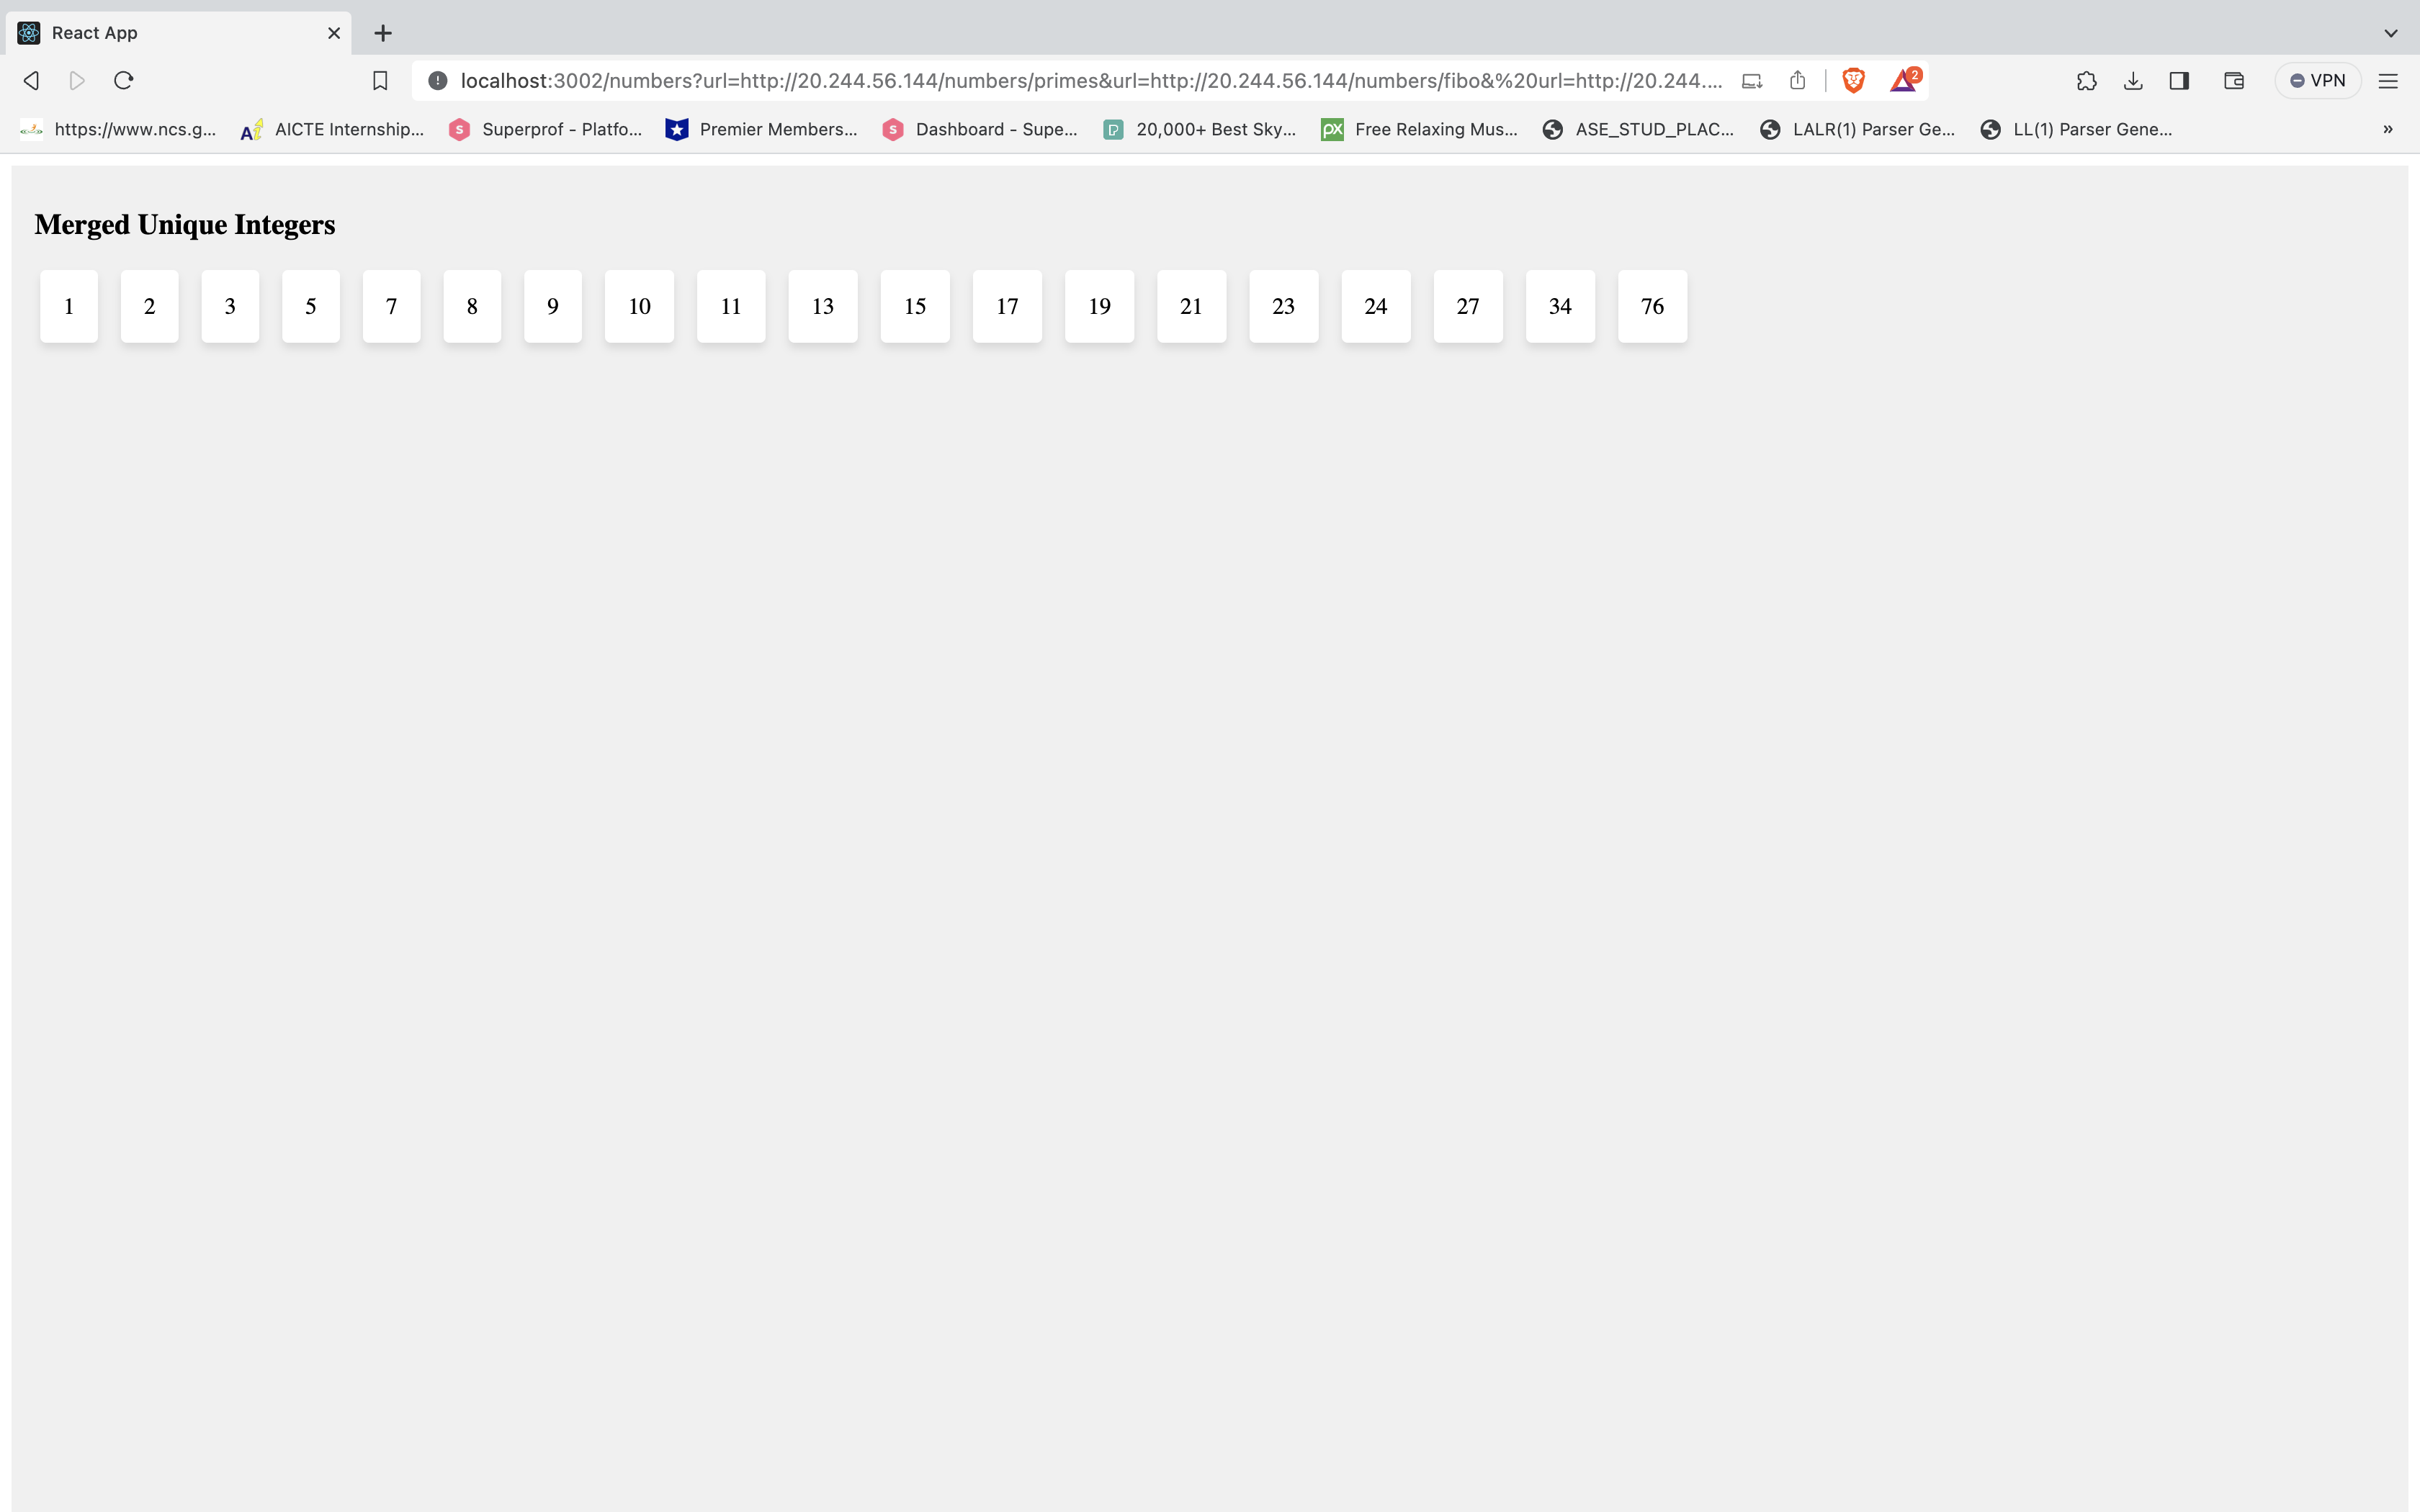 React App
localhost:3002/numbers?url=http://20.244.56.144/numbers/primes&url=http://20.244.56.144/numbers/fibo&%20url=http://20.244.... 2 VPN
https://www.ncs.g... AICTE Internship... S Superprof - Platfo... Premier Members... S Dashboard - Supe... P 20,000+ Best Sky... px Free Relaxing Mus... ASE_STUD_PLAC... LALR(1) Parser Ge... LL(1) Parser Gene... »
Merged Unique Integers
1 2 3 5 7 8 9 10 11 13 15 17 19 21 23 24 27 34 76